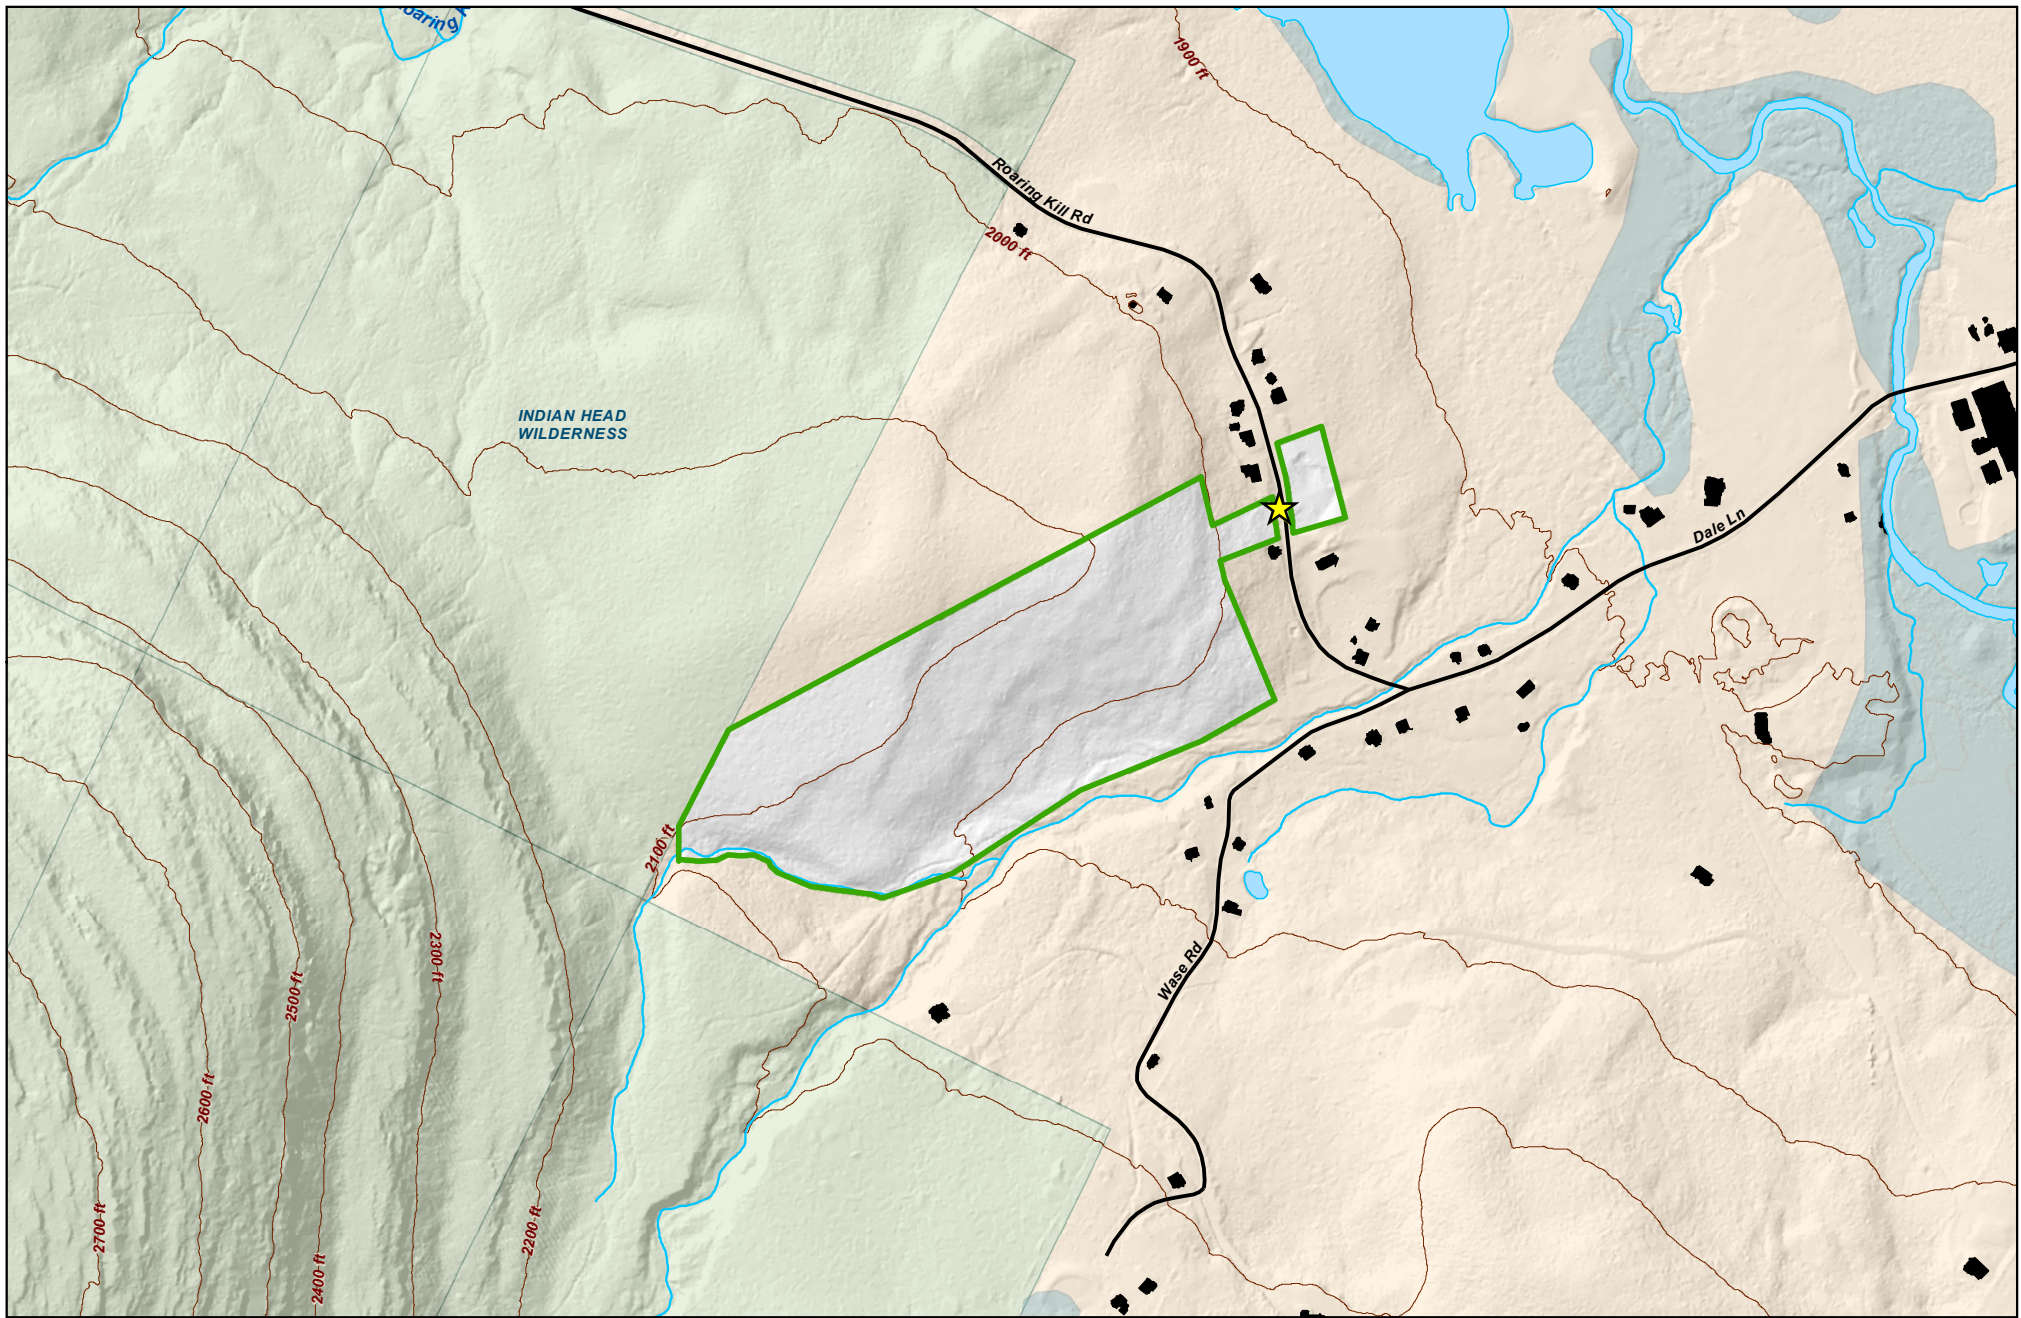 Roaring
1900 ft
Roaring Kill Rd
2000 ft
INDIAN HEAD
WILDERNESS
Dale Ln
2100 ft
2300 ft
2500 ft
Wase Rd
2600 ft
2700 ft
2200 ft
2400 ft